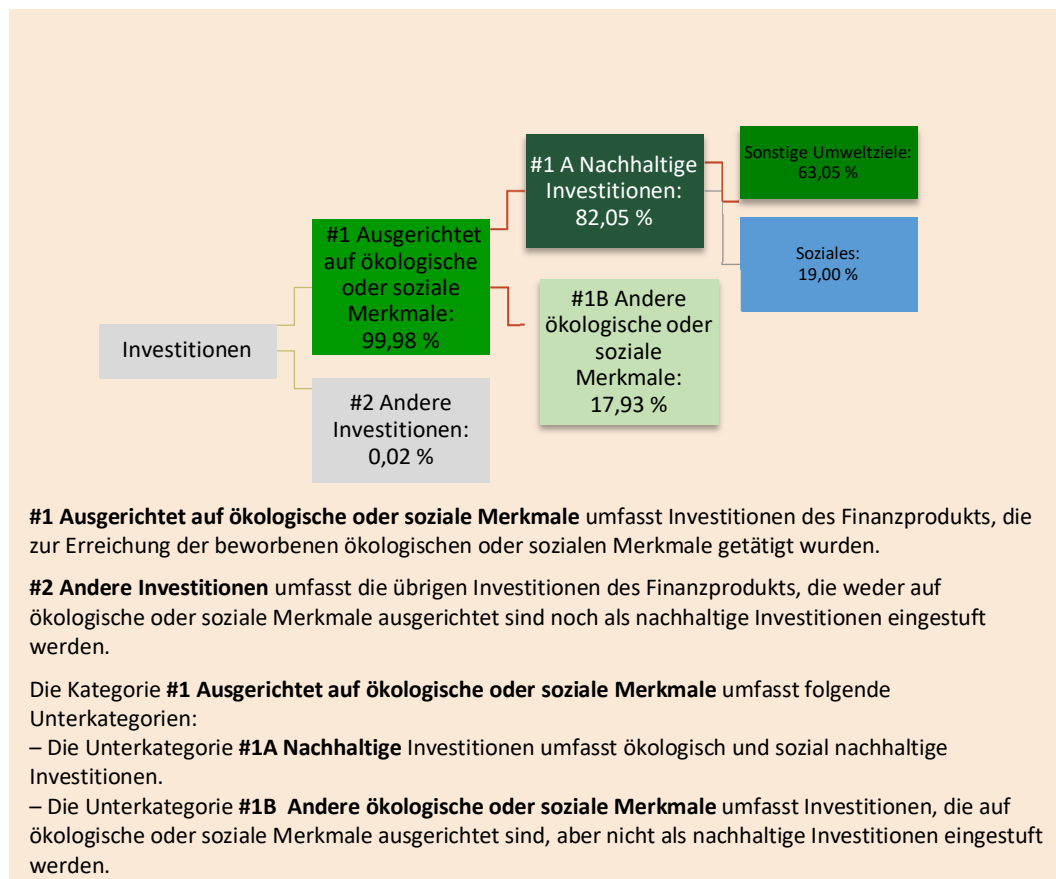 Investitionen
#1 Ausgerichtet
auf ökologische
oder soziale
Merkmale:
99,98 %
#2 Andere
Investitionen:
0,02 %
#1 A Nachhaltige
Investitionen:
82,05 %
#1B Andere
ökologische oder
soziale
Merkmale:
17,93 %
Sonstige Umweltziele:
63,05 %
Soziales:
19,00 %
#1 Ausgerichtet auf ökologische oder soziale Merkmale umfasst Investitionen des Finanzprodukts, die
zur Erreichung der beworbenen ökologischen oder sozialen Merkmale getätigt wurden.
#2 Andere Investitionen umfasst die übrigen Investitionen des Finanzprodukts, die weder auf
ökologische oder soziale Merkmale ausgerichtet sind noch als nachhaltige Investitionen eingestuft
werden.
Die Kategorie #1 Ausgerichtet auf ökologische oder soziale Merkmale umfasst folgende
Unterkategorien:
– Die Unterkategorie #1A Nachhaltige Investitionen umfasst ökologisch und sozial nachhaltige
Investitionen.
– Die Unterkategorie #1B Andere ökologische oder soziale Merkmale umfasst Investitionen, die auf
ökologische oder soziale Merkmale ausgerichtet sind, aber nicht als nachhaltige Investitionen eingestuft
werden.